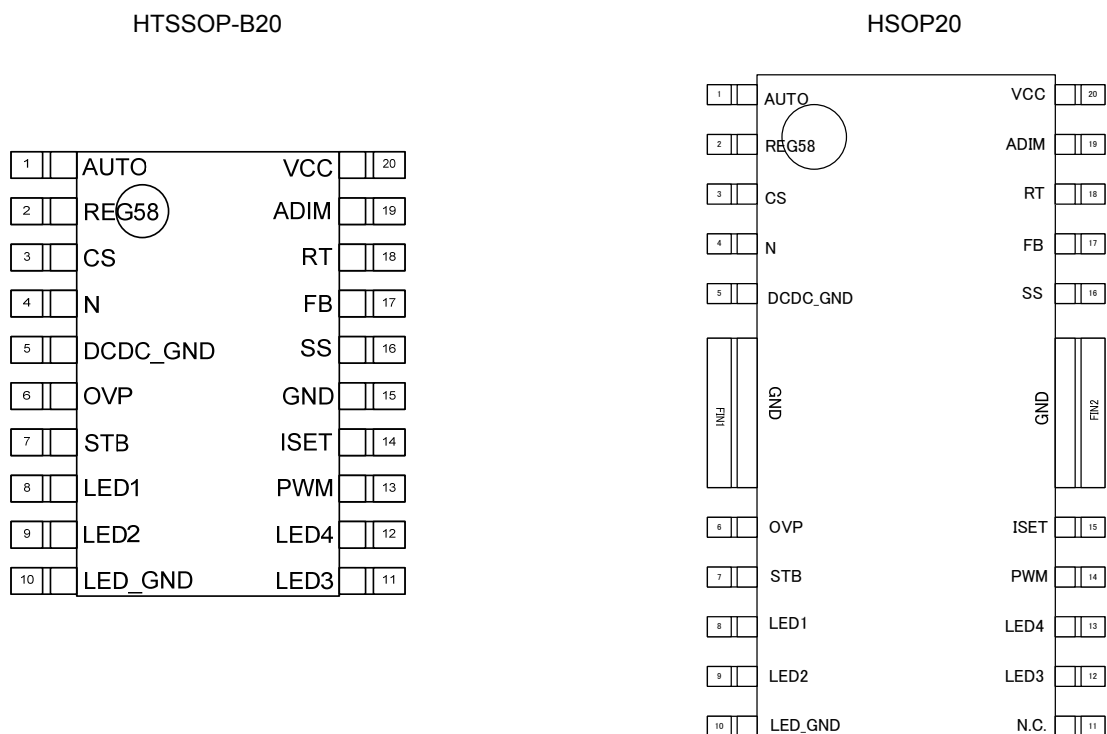 HTSSOP-B20
1 AUTO VCC 20
2 REG58 ADIM 19
3 CS RT 18
4 N FB 17
5 DCDC_GND SS 16
6 OVP GND 15
7 STB ISET 14
8 LED1 PWM 13
9 LED2 LED4 12
10 LED_GND LED3 11
HSOP20
1 AUTO VCC 20
2 REG58 ADIM 19
3 CS RT 18
4 N FB 17
5 DCDC_GND SS 16
FIN1 GND GND FIN2
6 OVP ISET 15
7 STB PWM 14
8 LED1 LED4 13
9 LED2 LED3 12
10 LED_GND N.C. 11